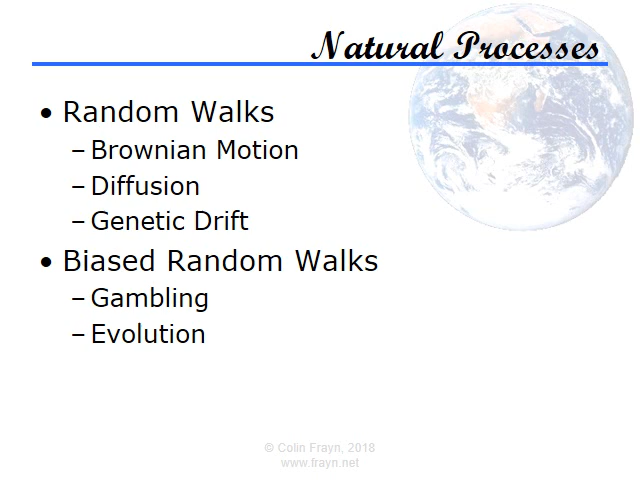 Natural Processes
• Random Walks
– Brownian Motion
– Diffusion
– Genetic Drift
• Biased Random Walks
– Gambling
– Evolution
© Colin Frayn, 2018
www.frayn.net